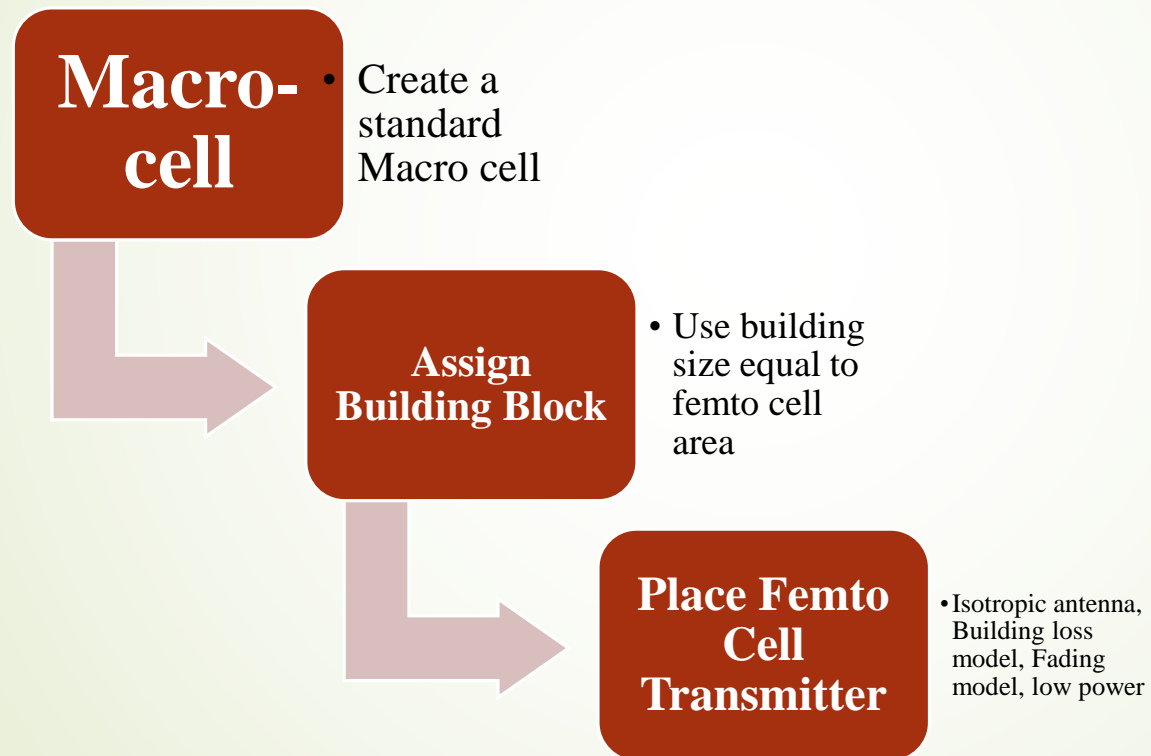 Macro-
cell
• Create a
standard
Macro cell
Assign
Building Block
• Use building
size equal to
femto cell
area
Place Femto
Cell
Transmitter
•Isotropic antenna,
Building loss
model, Fading
model, low power